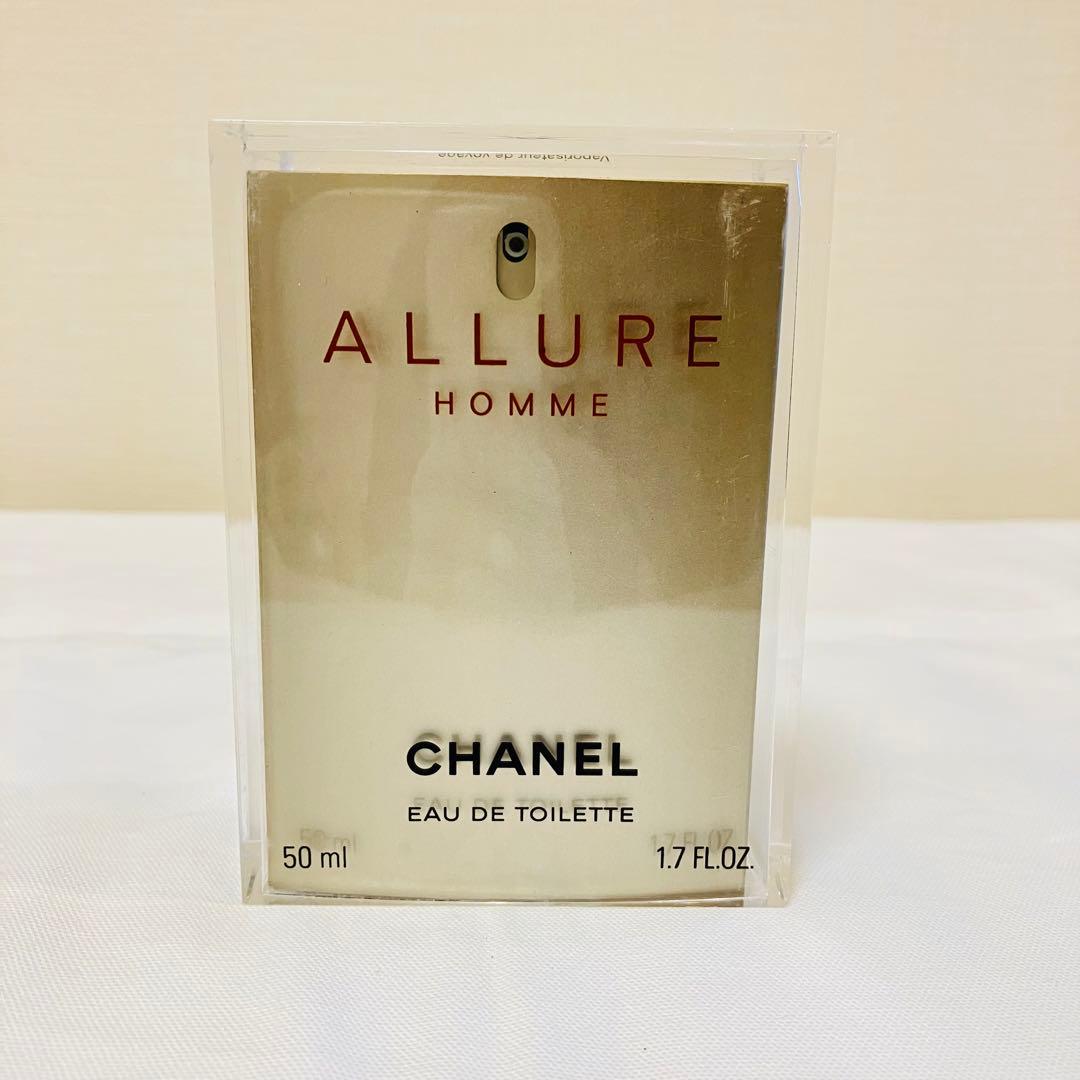 Vaporisateur de voyage
ALLURE
HOMME
CHANEL
EAU DE TOILETTE
50 ml
1.7 FL.OZ.